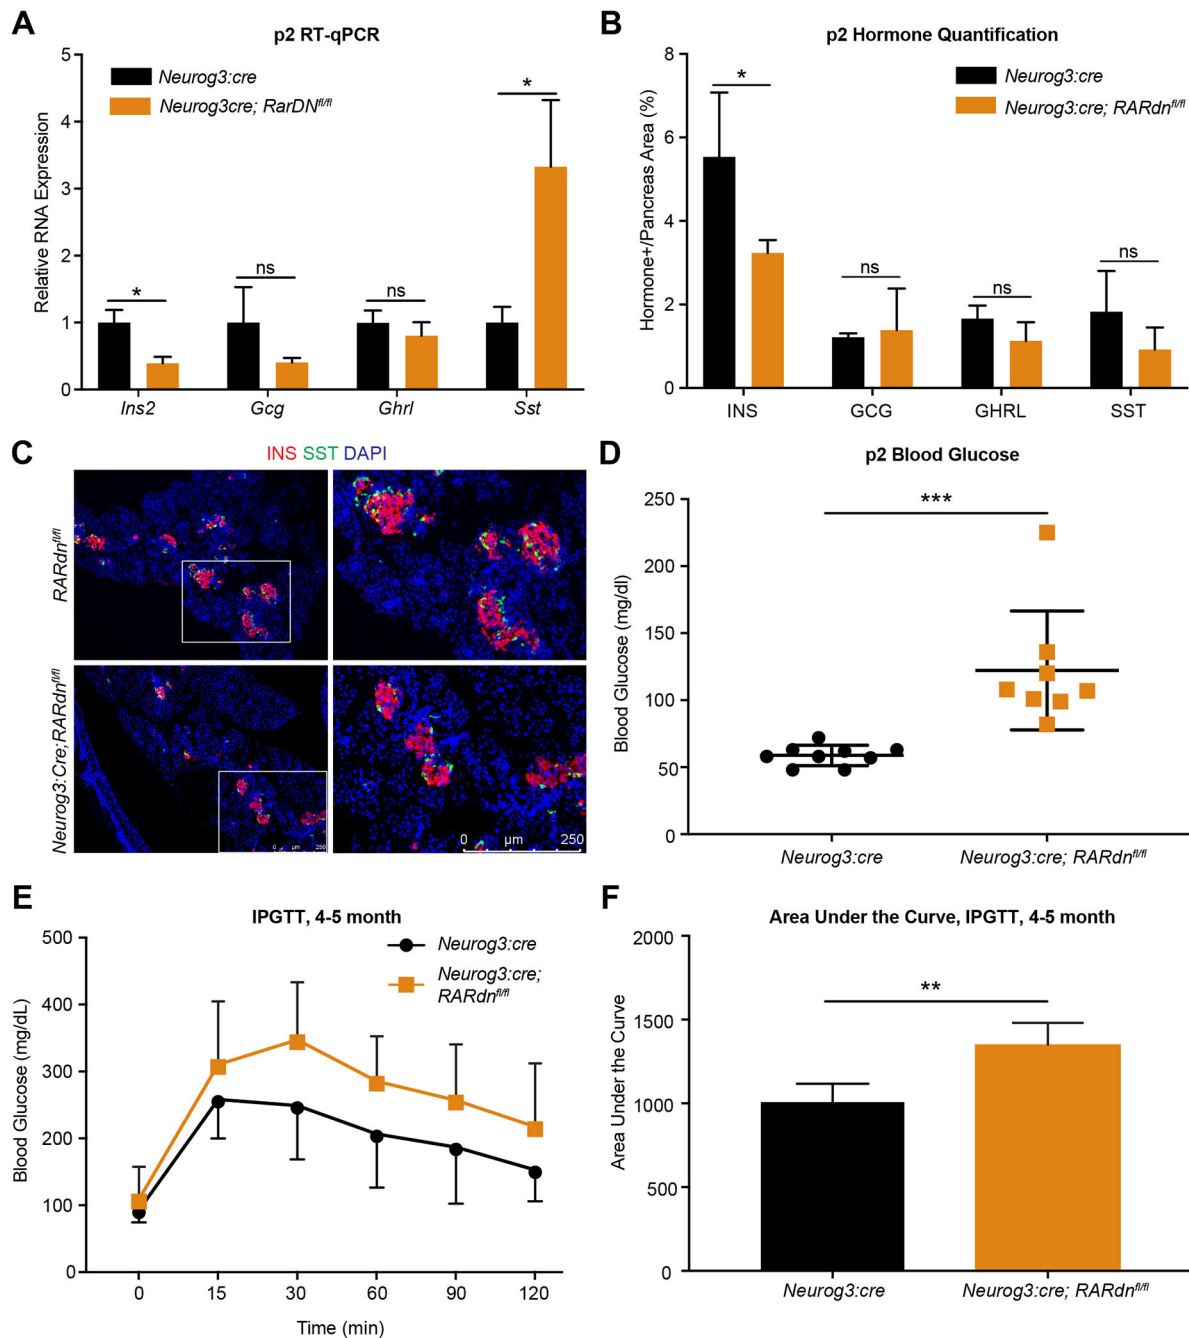 A
p2 RT-qPCR
Neurog3:cre
Neurog3cre; RarDNfl/fl
Relative RNA Expression
5
4
3
2
1
0
*
ns
ns
*
Ins2 Gcg Ghrl Sst
B
p2 Hormone Quantification
Neurog3:cre
Neurog3:cre; RARdnfl/fl
Hormone+/Pancreas Area (%)
8
6
4
2
0
*
ns
ns
ns
INS GCG GHRL SST
C
INS SST DAPI
RARdnfl/fl
Neurog3:Cre;RARdnfl/fl
0 µm 250
0 µm 250
D
p2 Blood Glucose
Blood Glucose (mg/dl)
250
200
150
100
50
0
***
Neurog3:cre Neurog3:cre; RARdnfl/fl
E
IPGTT, 4-5 month
Neurog3:cre
Neurog3:cre;
RARdnfl/fl
Blood Glucose (mg/dL)
500
400
300
200
100
0
0 15 30 60 90 120
Time (min)
F
Area Under the Curve, IPGTT, 4-5 month
Area Under the Curve
2000
1500
1000
500
0
**
Neurog3:cre Neurog3:cre; RARdnfl/fl